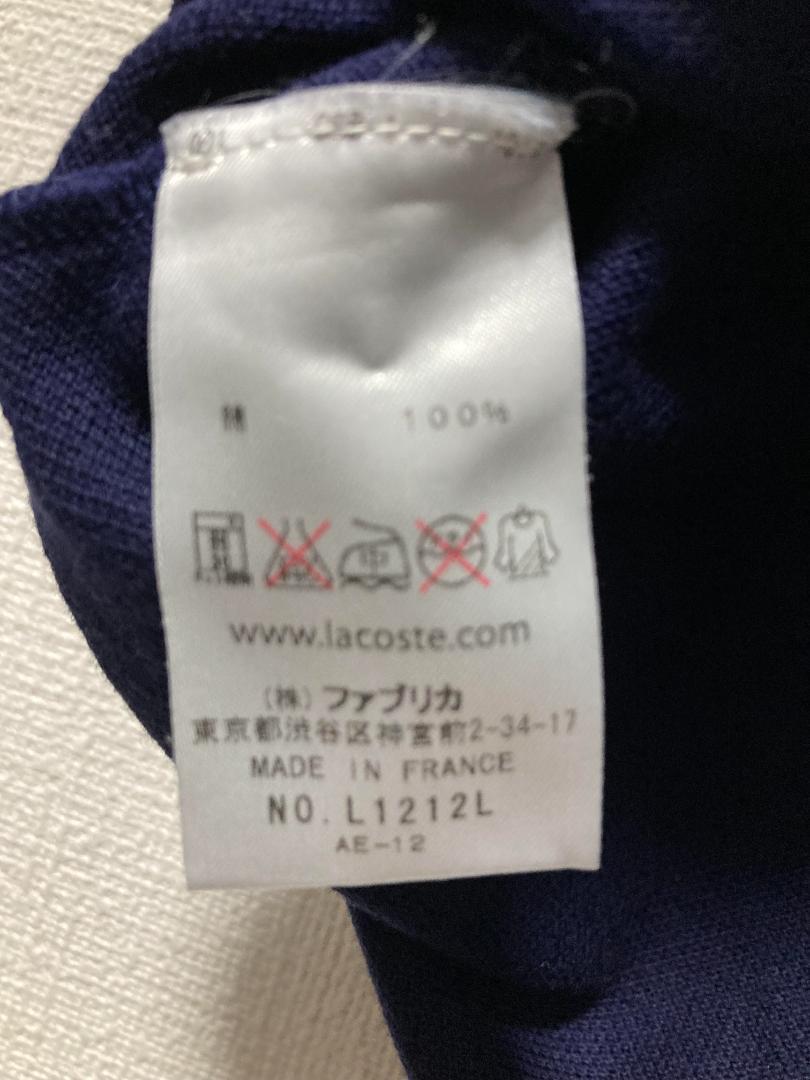 綿 100%
中
www.lacoste.com
(株) ファブリカ
東京都渋谷区神宮前2-34-17
MADE IN FRANCE
NO. L1212L
AE-12